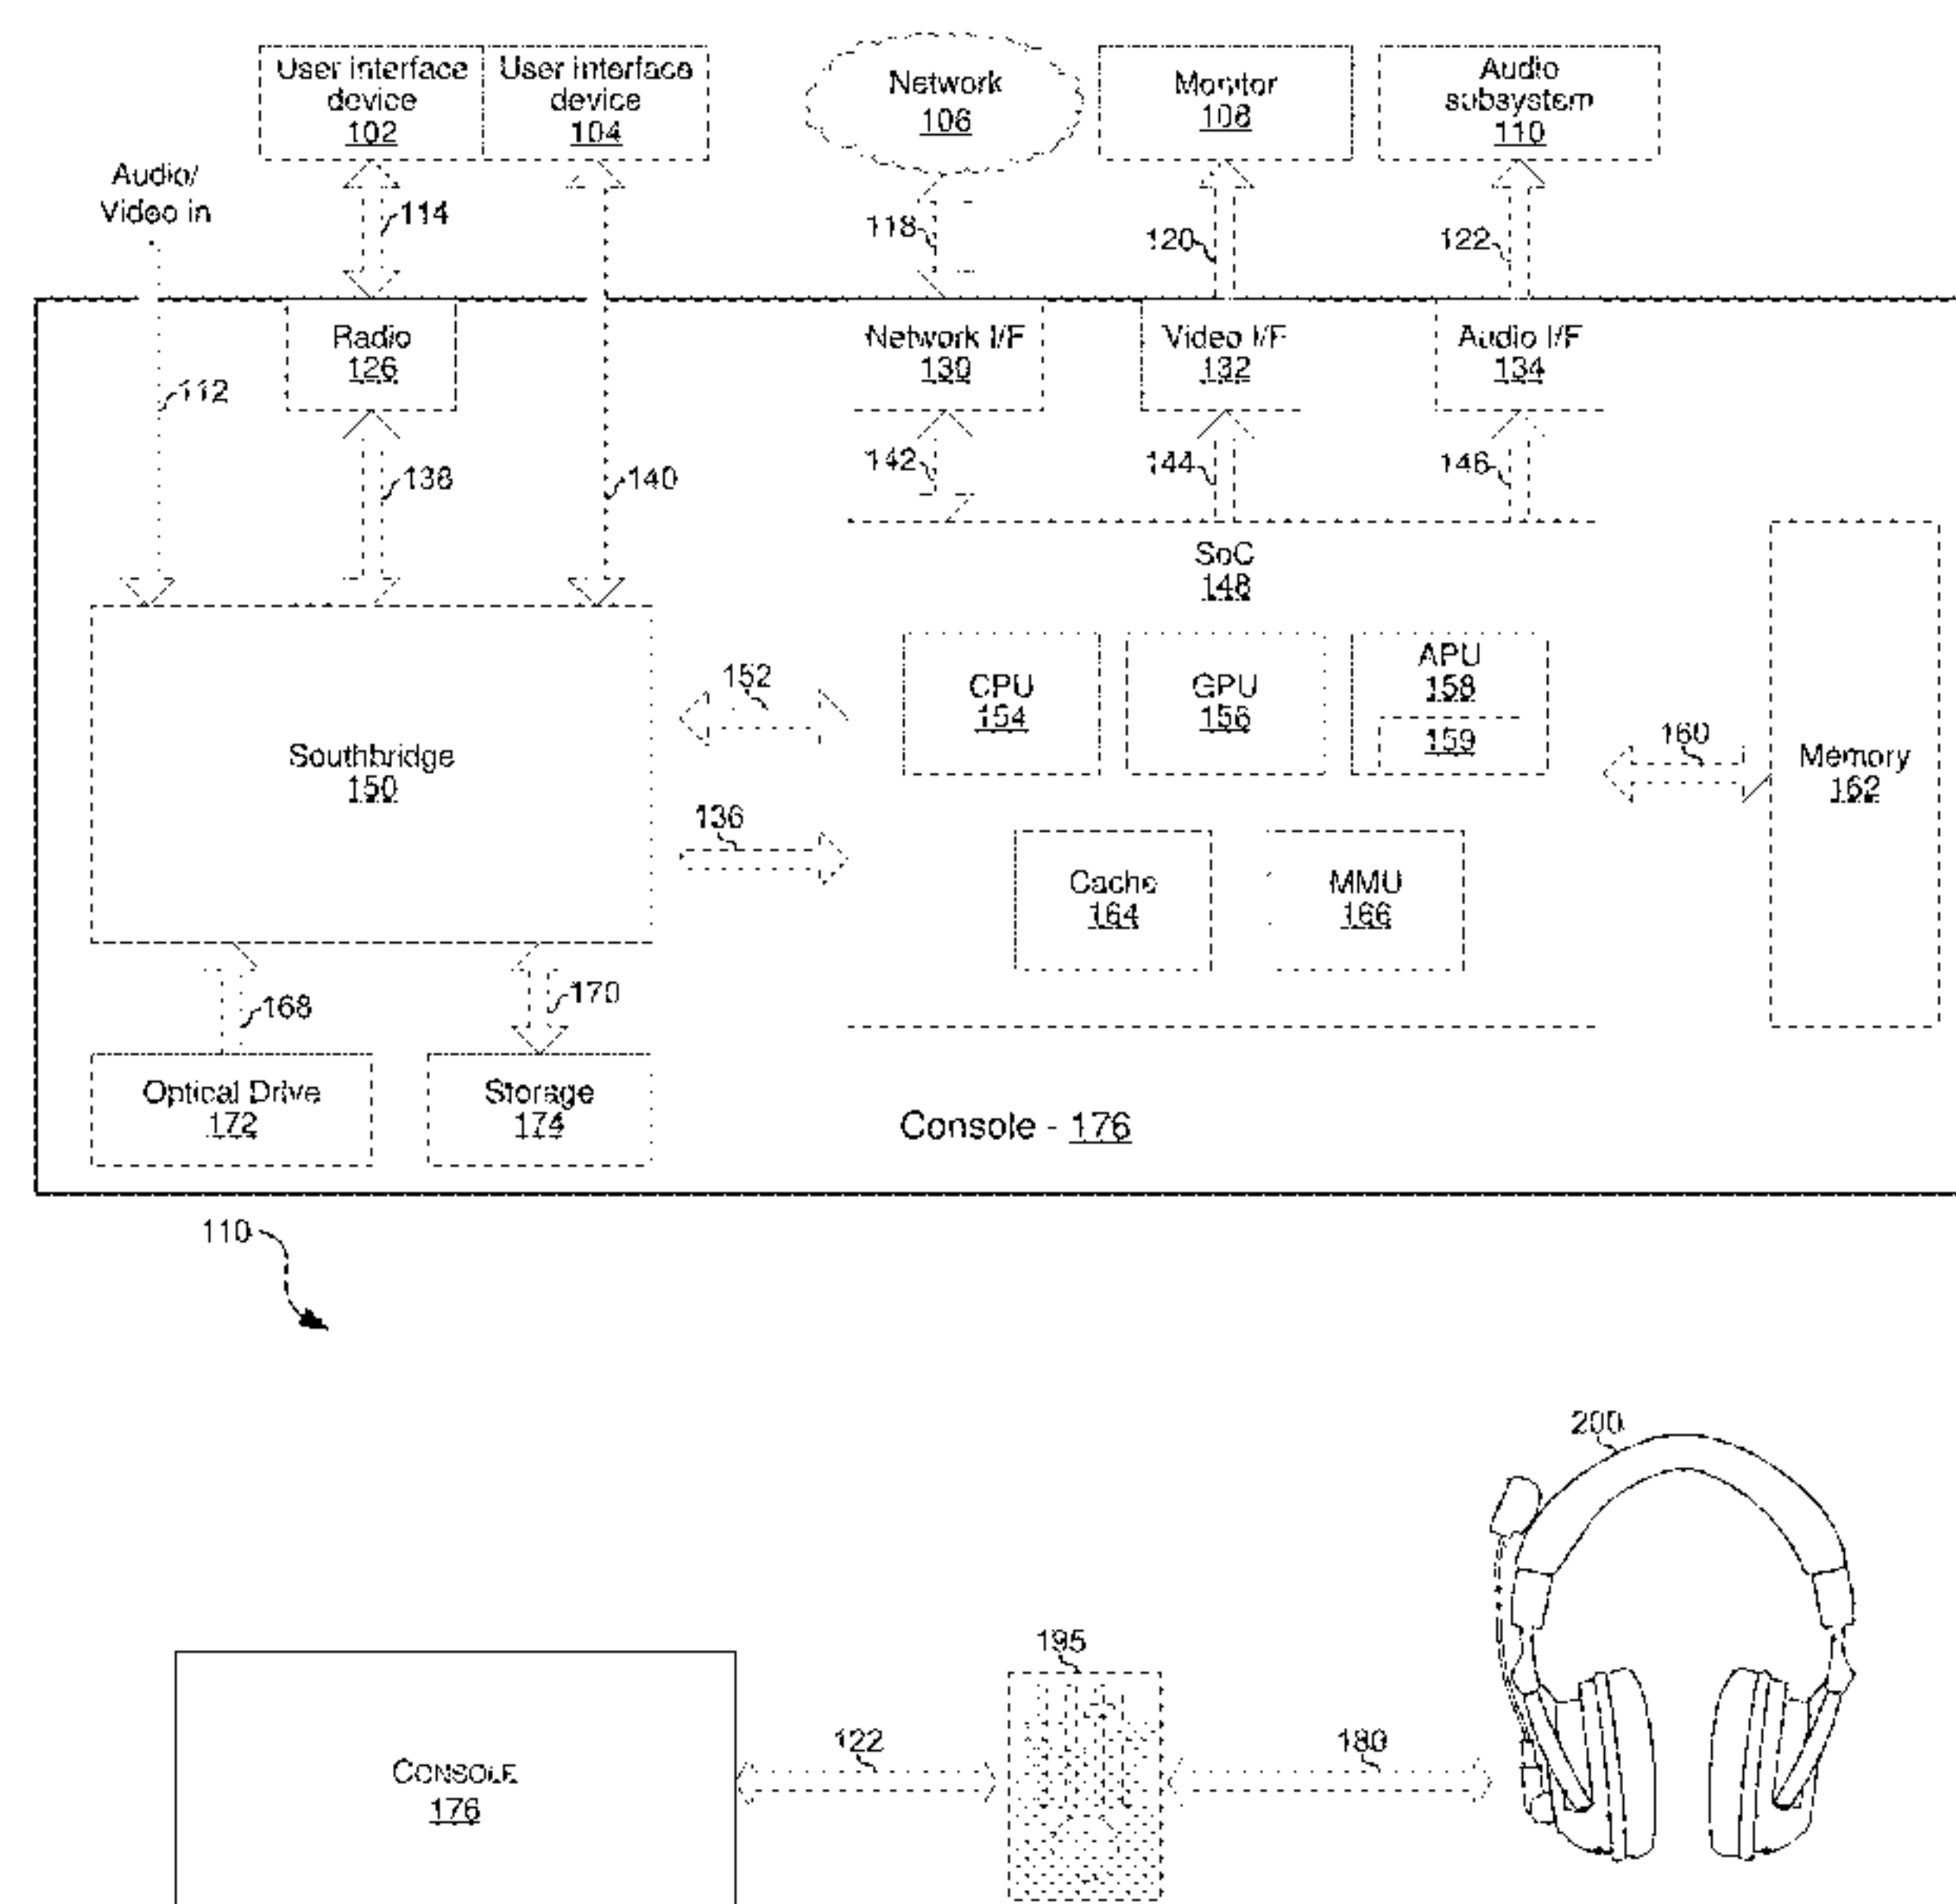 User interface
device
102
User interface
device
104
Network
106
Monitor
108
Audio
subsystem
110
Audio/
Video in
114
118
120
122
Radio
126
Network I/F
130
Video I/F
132
Audio I/F
134
112
138
140
142
144
146
SoC
148
152
CPU
154
GPU
156
APU
158
159
160
Memory
162
Southbridge
150
136
Cache
164
MMU
166
168
170
Optical Drive
172
Storage
174
Console - 176
110
200
195
CONSOLE
176
122
180